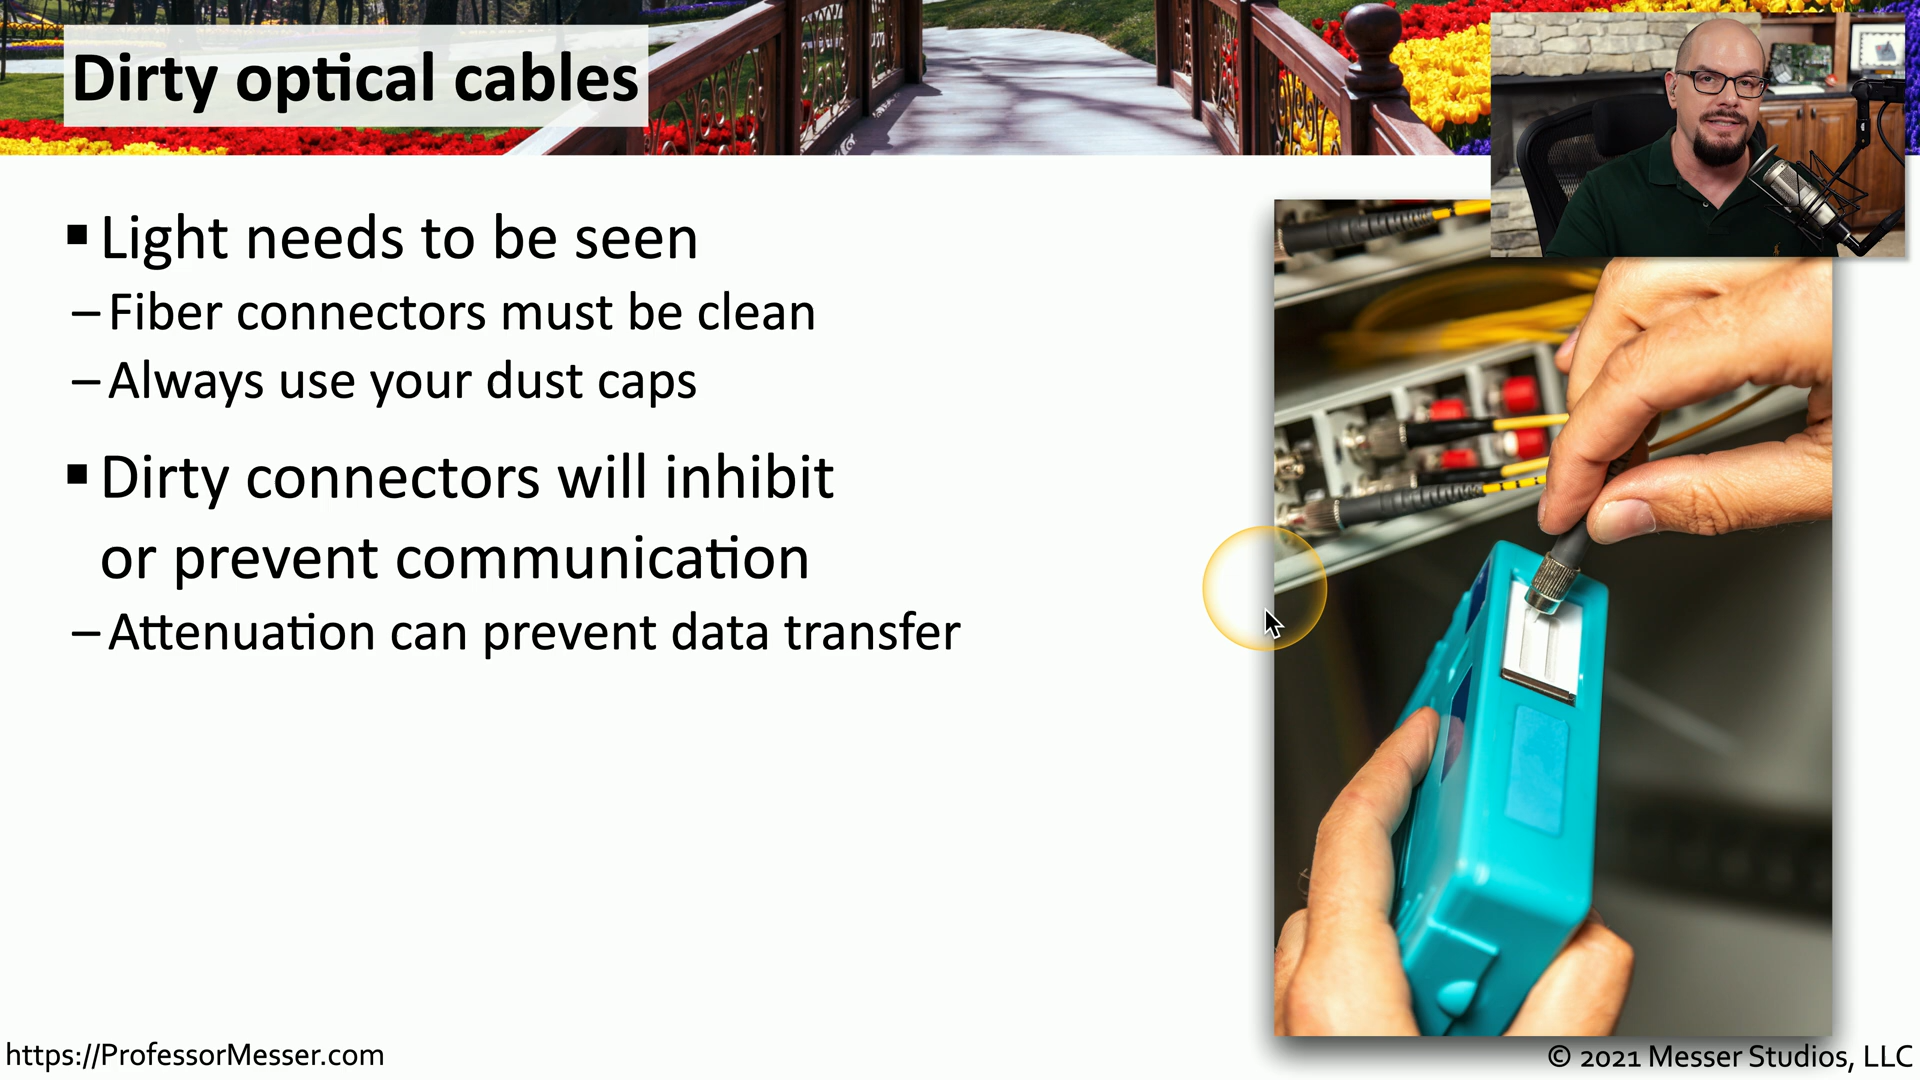 Dirty optical cables
▪ Light needs to be seen
– Fiber connectors must be clean
– Always use your dust caps
▪ Dirty connectors will inhibit
or prevent communication
– Attenuation can prevent data transfer
https://ProfessorMesser.com
© 2021 Messer Studios, LLC